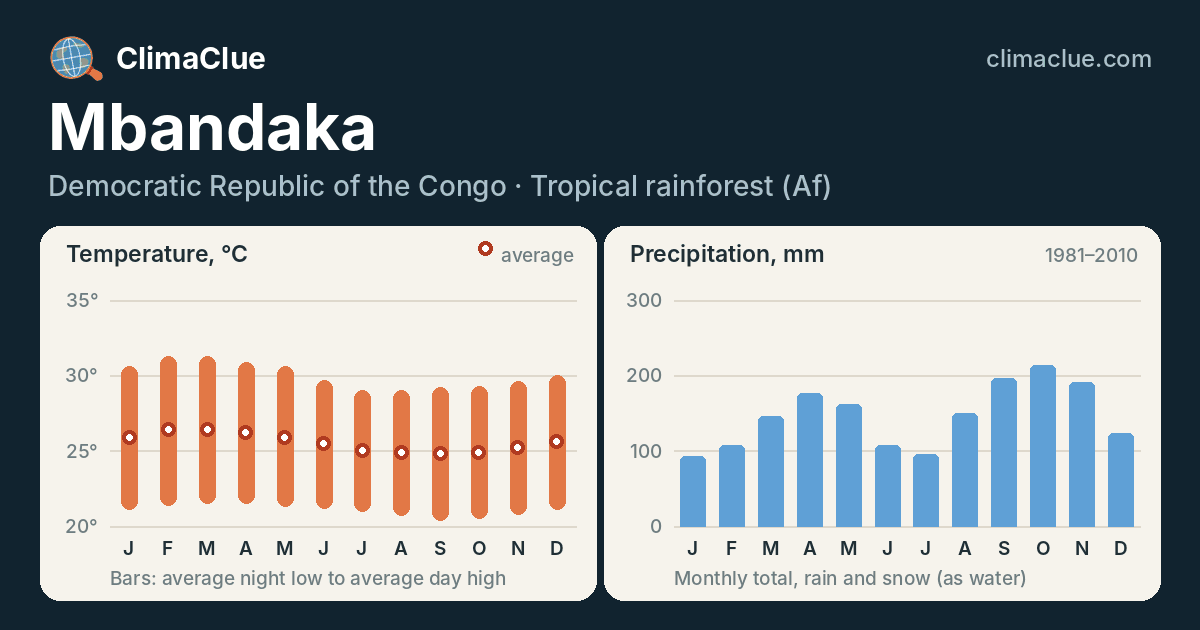 ClimaClue
climaclue.com
Mbandaka
Democratic Republic of the Congo · Tropical rainforest (Af)
Temperature, °C
average
35°
30°
25°
20°
J F M A M J J A S O N D
Bars: average night low to average day high
Precipitation, mm
1981–2010
300
200
100
0
J F M A M J J A S O N D
Monthly total, rain and snow (as water)